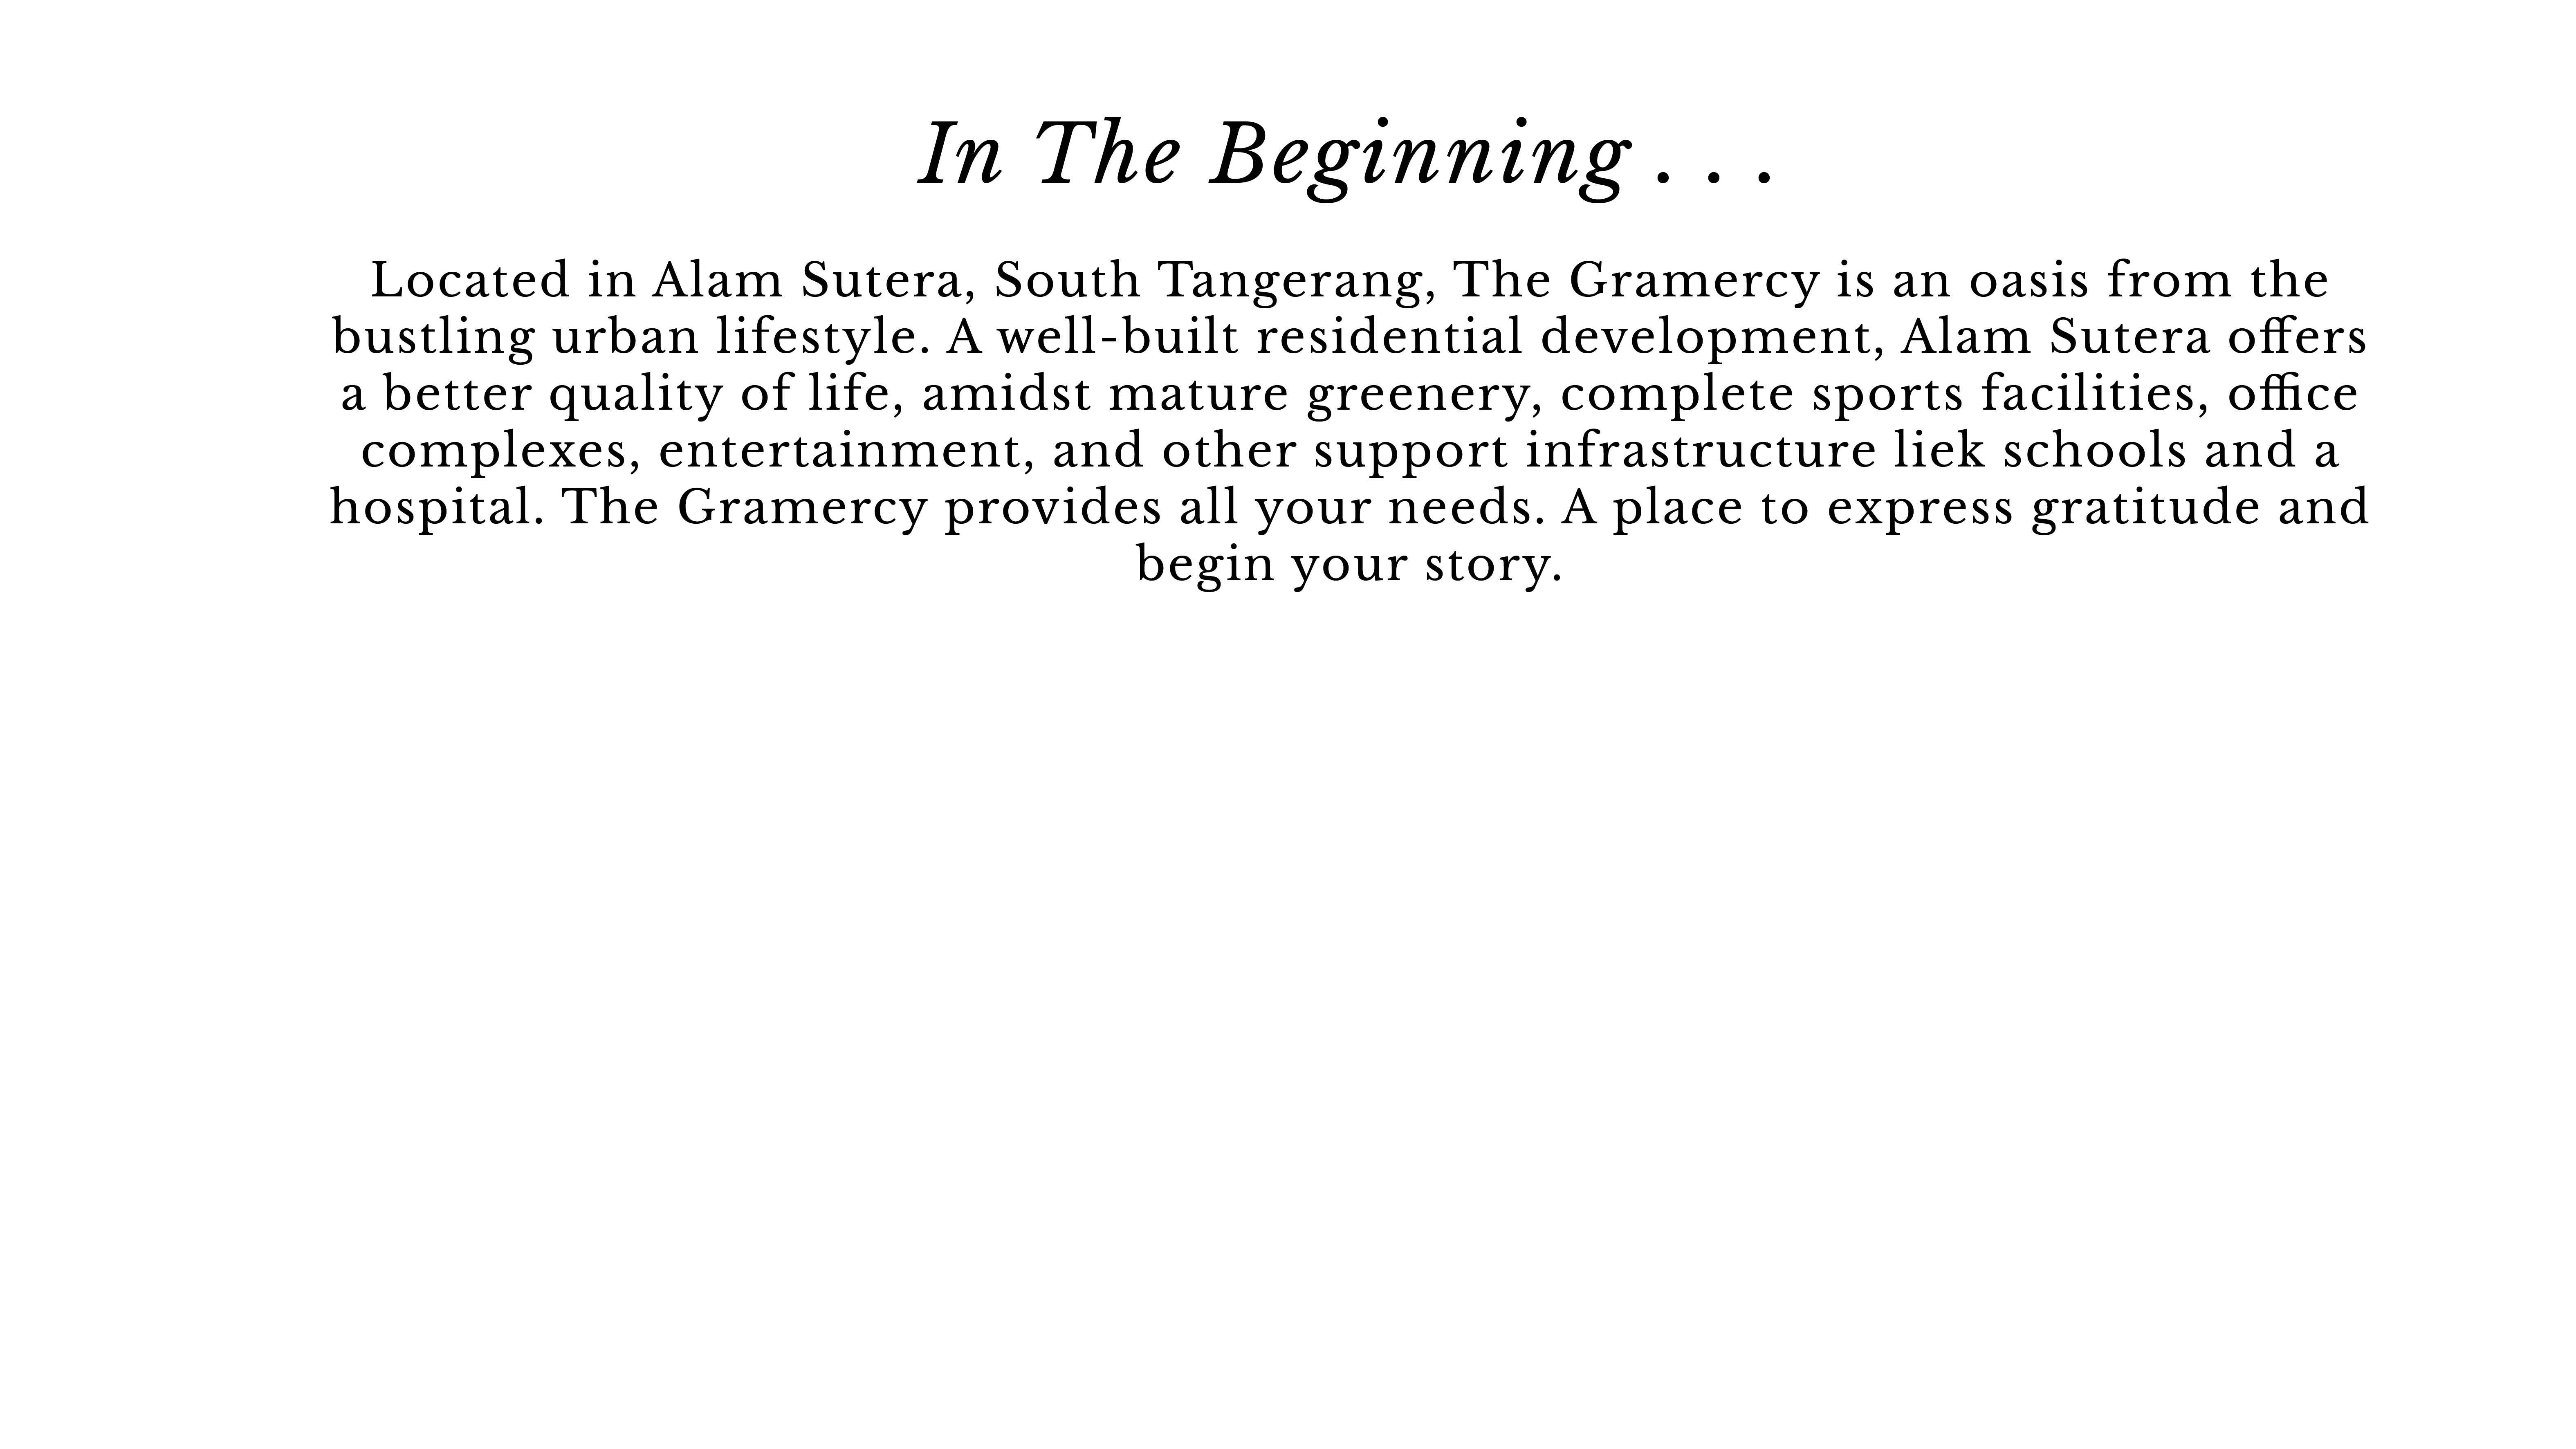 In The Beginning . . .
Located in Alam Sutera, South Tangerang, The Gramercy is an oasis from the
bustling urban lifestyle. A well-built residential development, Alam Sutera offers
a better quality of life, amidst mature greenery, complete sports facilities, office
complexes, entertainment, and other support infrastructure liek schools and a
hospital. The Gramercy provides all your needs. A place to express gratitude and
begin your story.